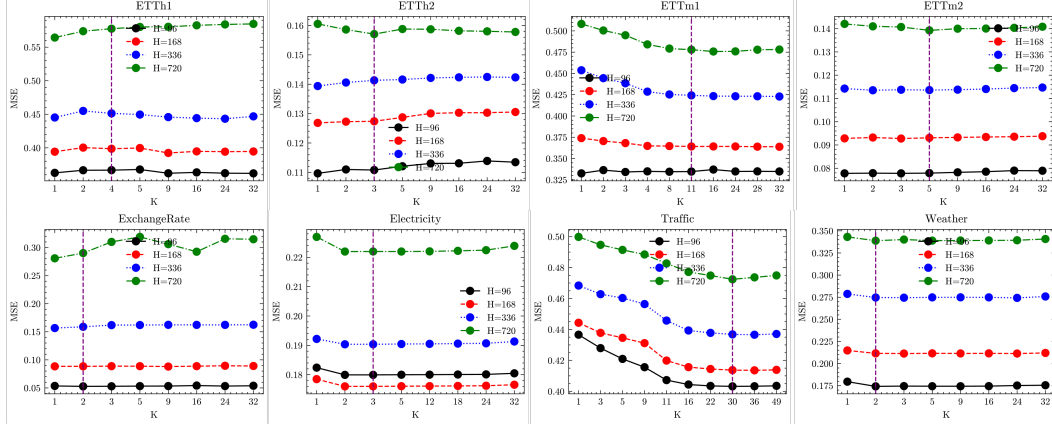 ETTh1
MSE
0.55
0.50
0.45
0.40
H=96
H=168
H=336
H=720
1 2 4 5 9 16 24 32
K
ETTh2
MSE
0.16
0.15
0.14
0.13
0.12
0.11
H=96
H=168
H=336
H=720
1 2 3 5 9 16 24 32
K
ETTm1
MSE
0.500
0.475
0.450
0.425
0.400
0.375
0.350
0.325
H=96
H=168
H=336
H=720
1 2 3 4 8 11 16 24 28 32
K
ETTm2
MSE
0.14
0.12
0.11
0.09
0.08
H=96
H=168
H=336
H=720
1 2 3 5 9 16 24 32
K
ExchangeRate
MSE
0.30
0.25
0.20
0.15
0.10
0.05
H=96
H=168
H=336
H=720
1 2 4 5 9 16 24 32
K
Electricity
MSE
0.22
0.21
0.20
0.19
0.18
H=96
H=168
H=336
H=720
1 2 3 5 12 18 22 32
K
Traffic
MSE
0.50
0.48
0.46
0.44
0.42
0.40
H=96
H=168
H=336
H=720
1 3 5 9 11 16 22 30 36 49
K
Weather
MSE
0.350
0.325
0.300
0.275
0.250
0.225
0.200
0.175
H=96
H=168
H=336
H=720
1 2 3 5 9 16 24 32
K